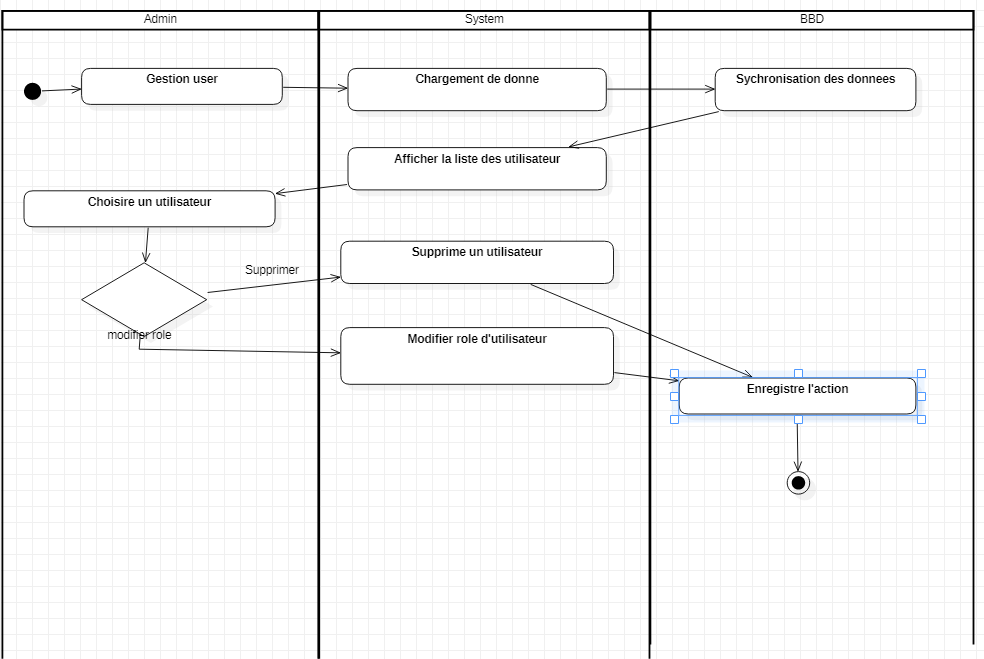 Admin
System
BBD
Gestion user
Chargement de donne
Sychronisation des donnees
Afficher la liste des utilisateur
Choisire un utilisateur
Supprime un utilisateur
Supprimer
modifier role
Modifier role d'utilisateur
Enregistre l'action